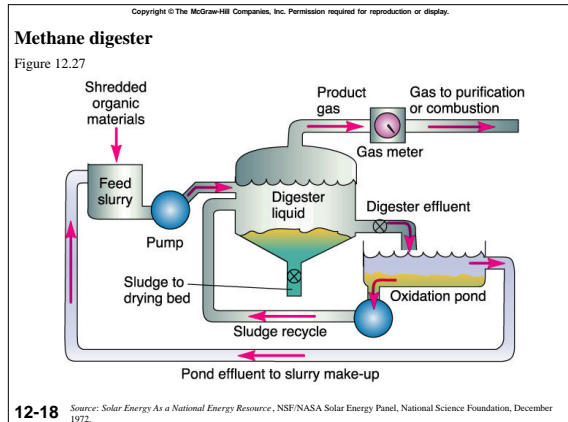 Copyright © The McGraw-Hill Companies, Inc. Permission required for reproduction or display.
Methane digester
Figure 12.27
Shredded
organic
materials
Product
gas
Gas to purification
or combustion
Gas meter
Feed
slurry
Pump
Digester
liquid
Digester effluent
Sludge to
drying bed
Oxidation pond
Sludge recycle
Pond effluent to slurry make-up
12-18 Source: Solar Energy As a National Energy Resource, NSF/NASA Solar Energy Panel, National Science Foundation, December
1972.